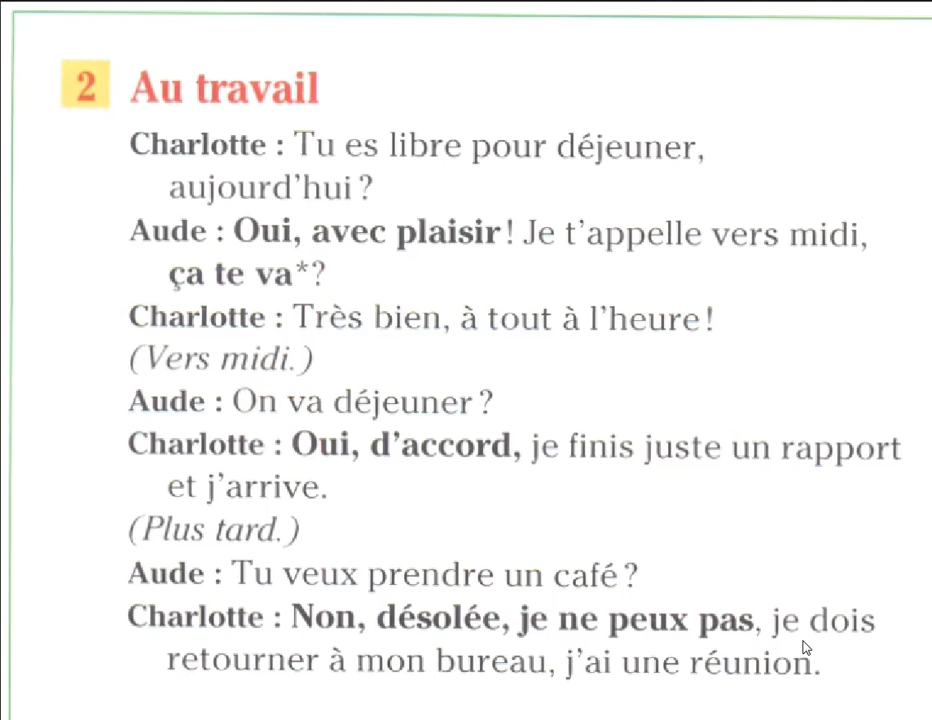 2 Au travail
Charlotte : Tu es libre pour déjeuner,
aujourd’hui ?
Aude : Oui, avec plaisir ! Je t’appelle vers midi,
ça te va* ?
Charlotte : Très bien, à tout à l’heure !
(Vers midi.)
Aude : On va déjeuner ?
Charlotte : Oui, d’accord, je finis juste un rapport
et j’arrive.
(Plus tard.)
Aude : Tu veux prendre un café ?
Charlotte : Non, désolée, je ne peux pas, je dois
retourner à mon bureau, j’ai une réunion.